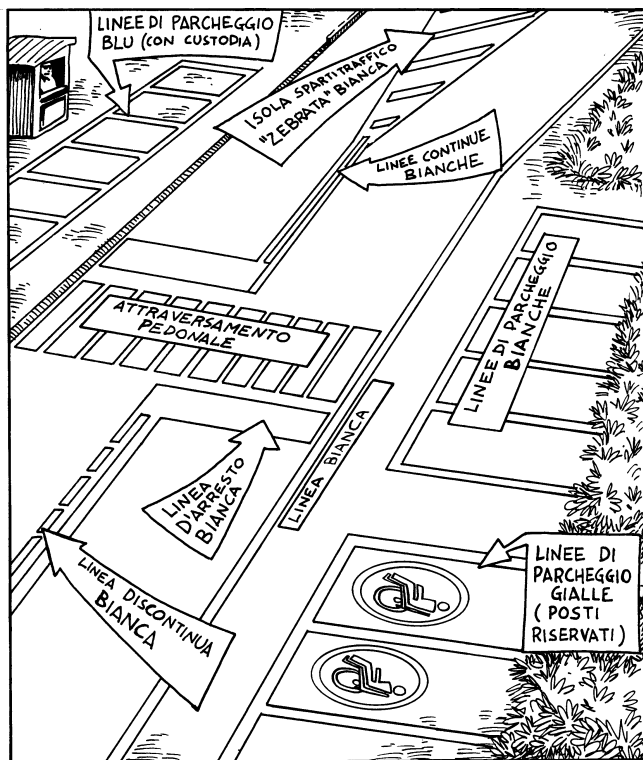 LINEE DI PARCHEGGIO
BLU (CON CUSTODIA)
ISOLA SPARTITRAFFICO
"ZEBRATA" BIANCA
LINEE CONTINUE
BIANCHE
ATTRAVERSAMENTO
PEDONALE
LINEE DI PARCHEGGIO
BIANCHE
LINEA BIANCA
LINEA
D'ARRESTO
BIANCA
LINEA DISCONTINUA
BIANCA
LINEE DI
PARCHEGGIO
GIALLE
(POSTI
RISERVATI)